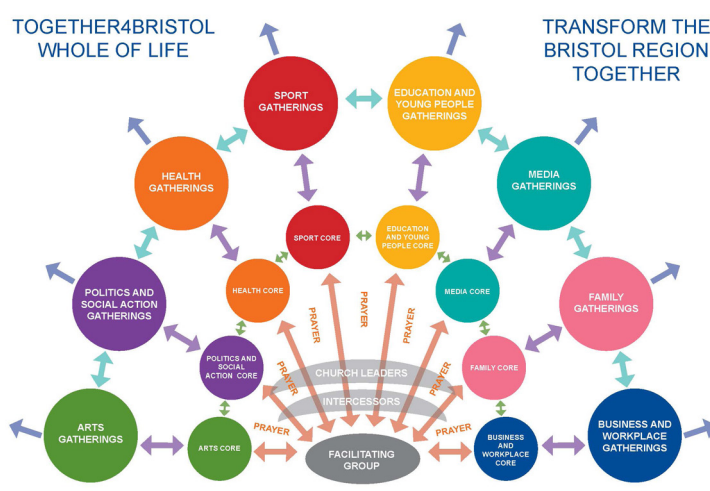 TOGETHER4BRISTOL
WHOLE OF LIFE
TRANSFORM THE
BRISTOL REGION
TOGETHER
SPORT
GATHERINGS
EDUCATION AND
YOUNG PEOPLE
GATHERINGS
HEALTH
GATHERINGS
MEDIA
GATHERINGS
SPORT CORE
EDUCATION
AND YOUNG
PEOPLE CORE
HEALTH CORE
MEDIA CORE
POLITICS AND
SOCIAL ACTION
GATHERINGS
FAMILY
GATHERINGS
PRAYER
PRAYER
PRAYER
POLITICS AND
SOCIAL
ACTION CORE
FAMILY CORE
PRAYER
PRAYER
CHURCH LEADERS
INTERCESSORS
ARTS
GATHERINGS
ARTS CORE
PRAYER
PRAYER
FACILITATING
GROUP
BUSINESS
AND
WORKPLACE
CORE
BUSINESS AND
WORKPLACE
GATHERINGS